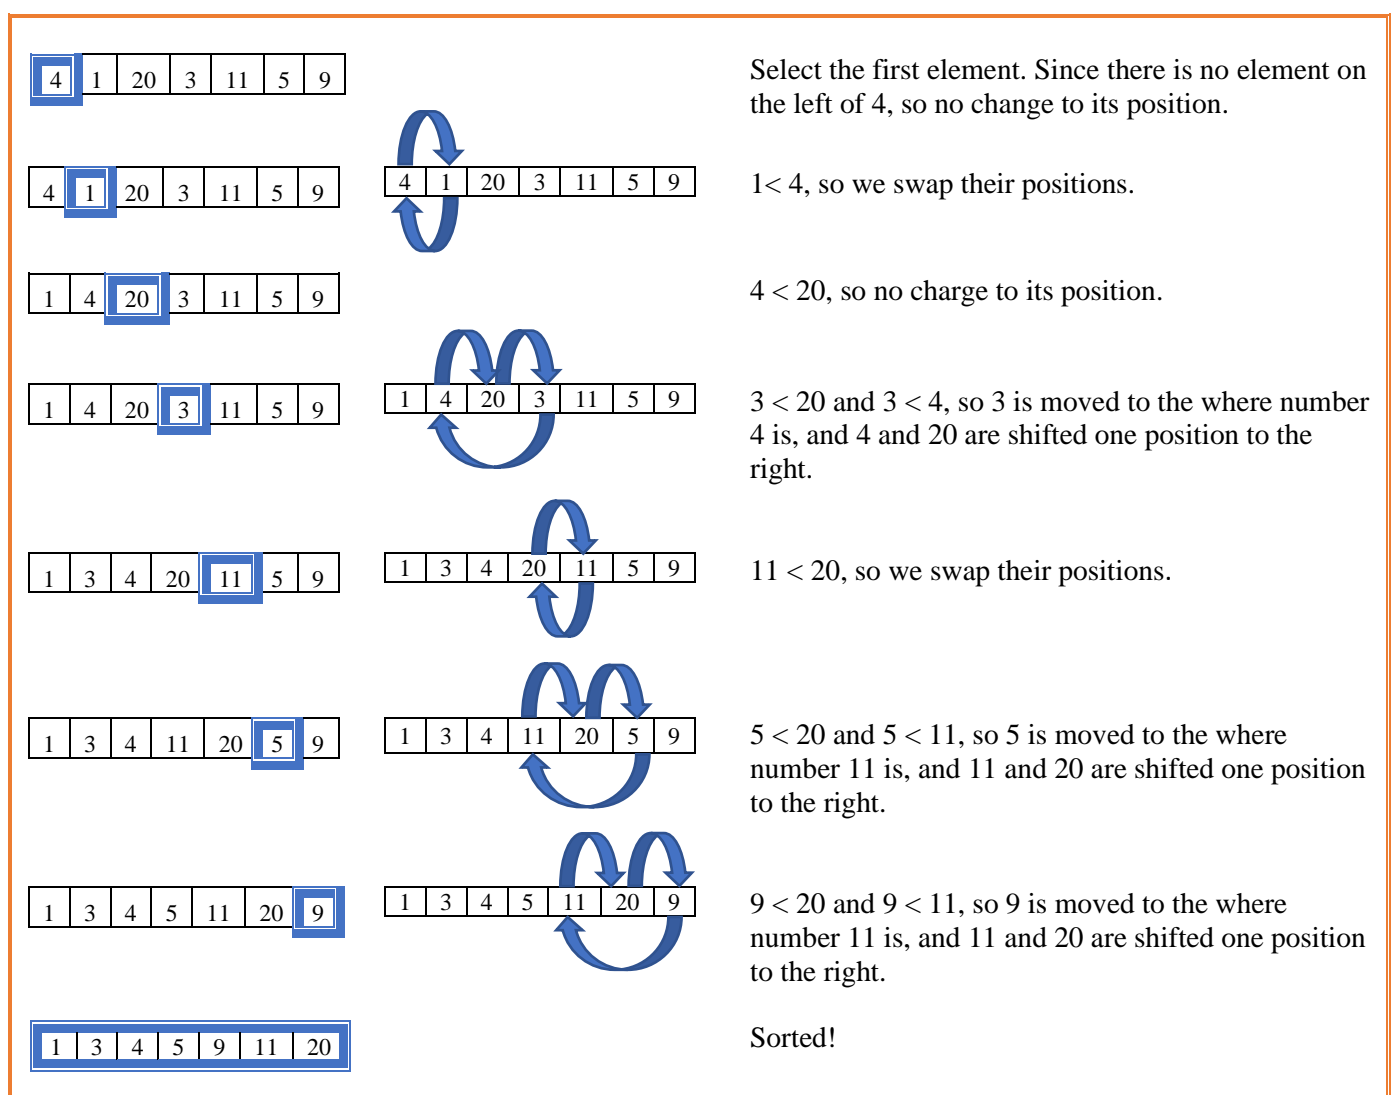 4 1 20 3 11 5 9
Select the first element. Since there is no element on
the left of 4, so no change to its position.
4 1 20 3 11 5 9
4 1 20 3 11 5 9
1< 4, so we swap their positions.
1 4 20 3 11 5 9
4 < 20, so no charge to its position.
1 4 20 3 11 5 9
1 4 20 3 11 5 9
3 < 20 and 3 < 4, so 3 is moved to the where number
4 is, and 4 and 20 are shifted one position to the
right.
1 3 4 20 11 5 9
1 3 4 20 11 5 9
11 < 20, so we swap their positions.
1 3 4 11 20 5 9
1 3 4 11 20 5 9
5 < 20 and 5 < 11, so 5 is moved to the where
number 11 is, and 11 and 20 are shifted one position
to the right.
1 3 4 5 11 20 9
1 3 4 5 11 20 9
9 < 20 and 9 < 11, so 9 is moved to the where
number 11 is, and 11 and 20 are shifted one position
to the right.
1 3 4 5 9 11 20
Sorted!